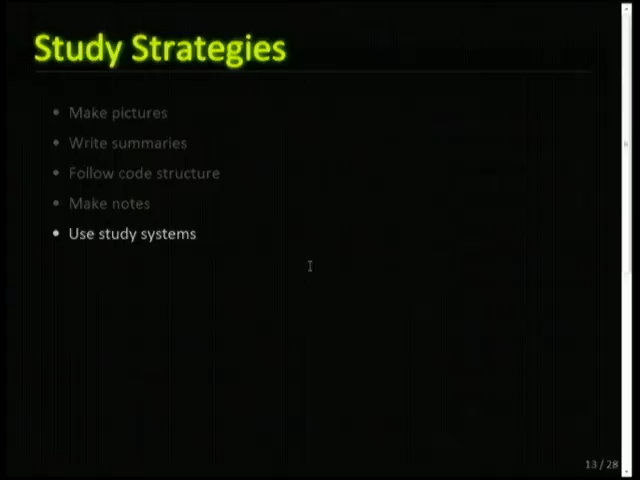 Study Strategies
• Make pictures
• Write summaries
• Follow code structure
• Make notes
• Use study systems
13 / 28